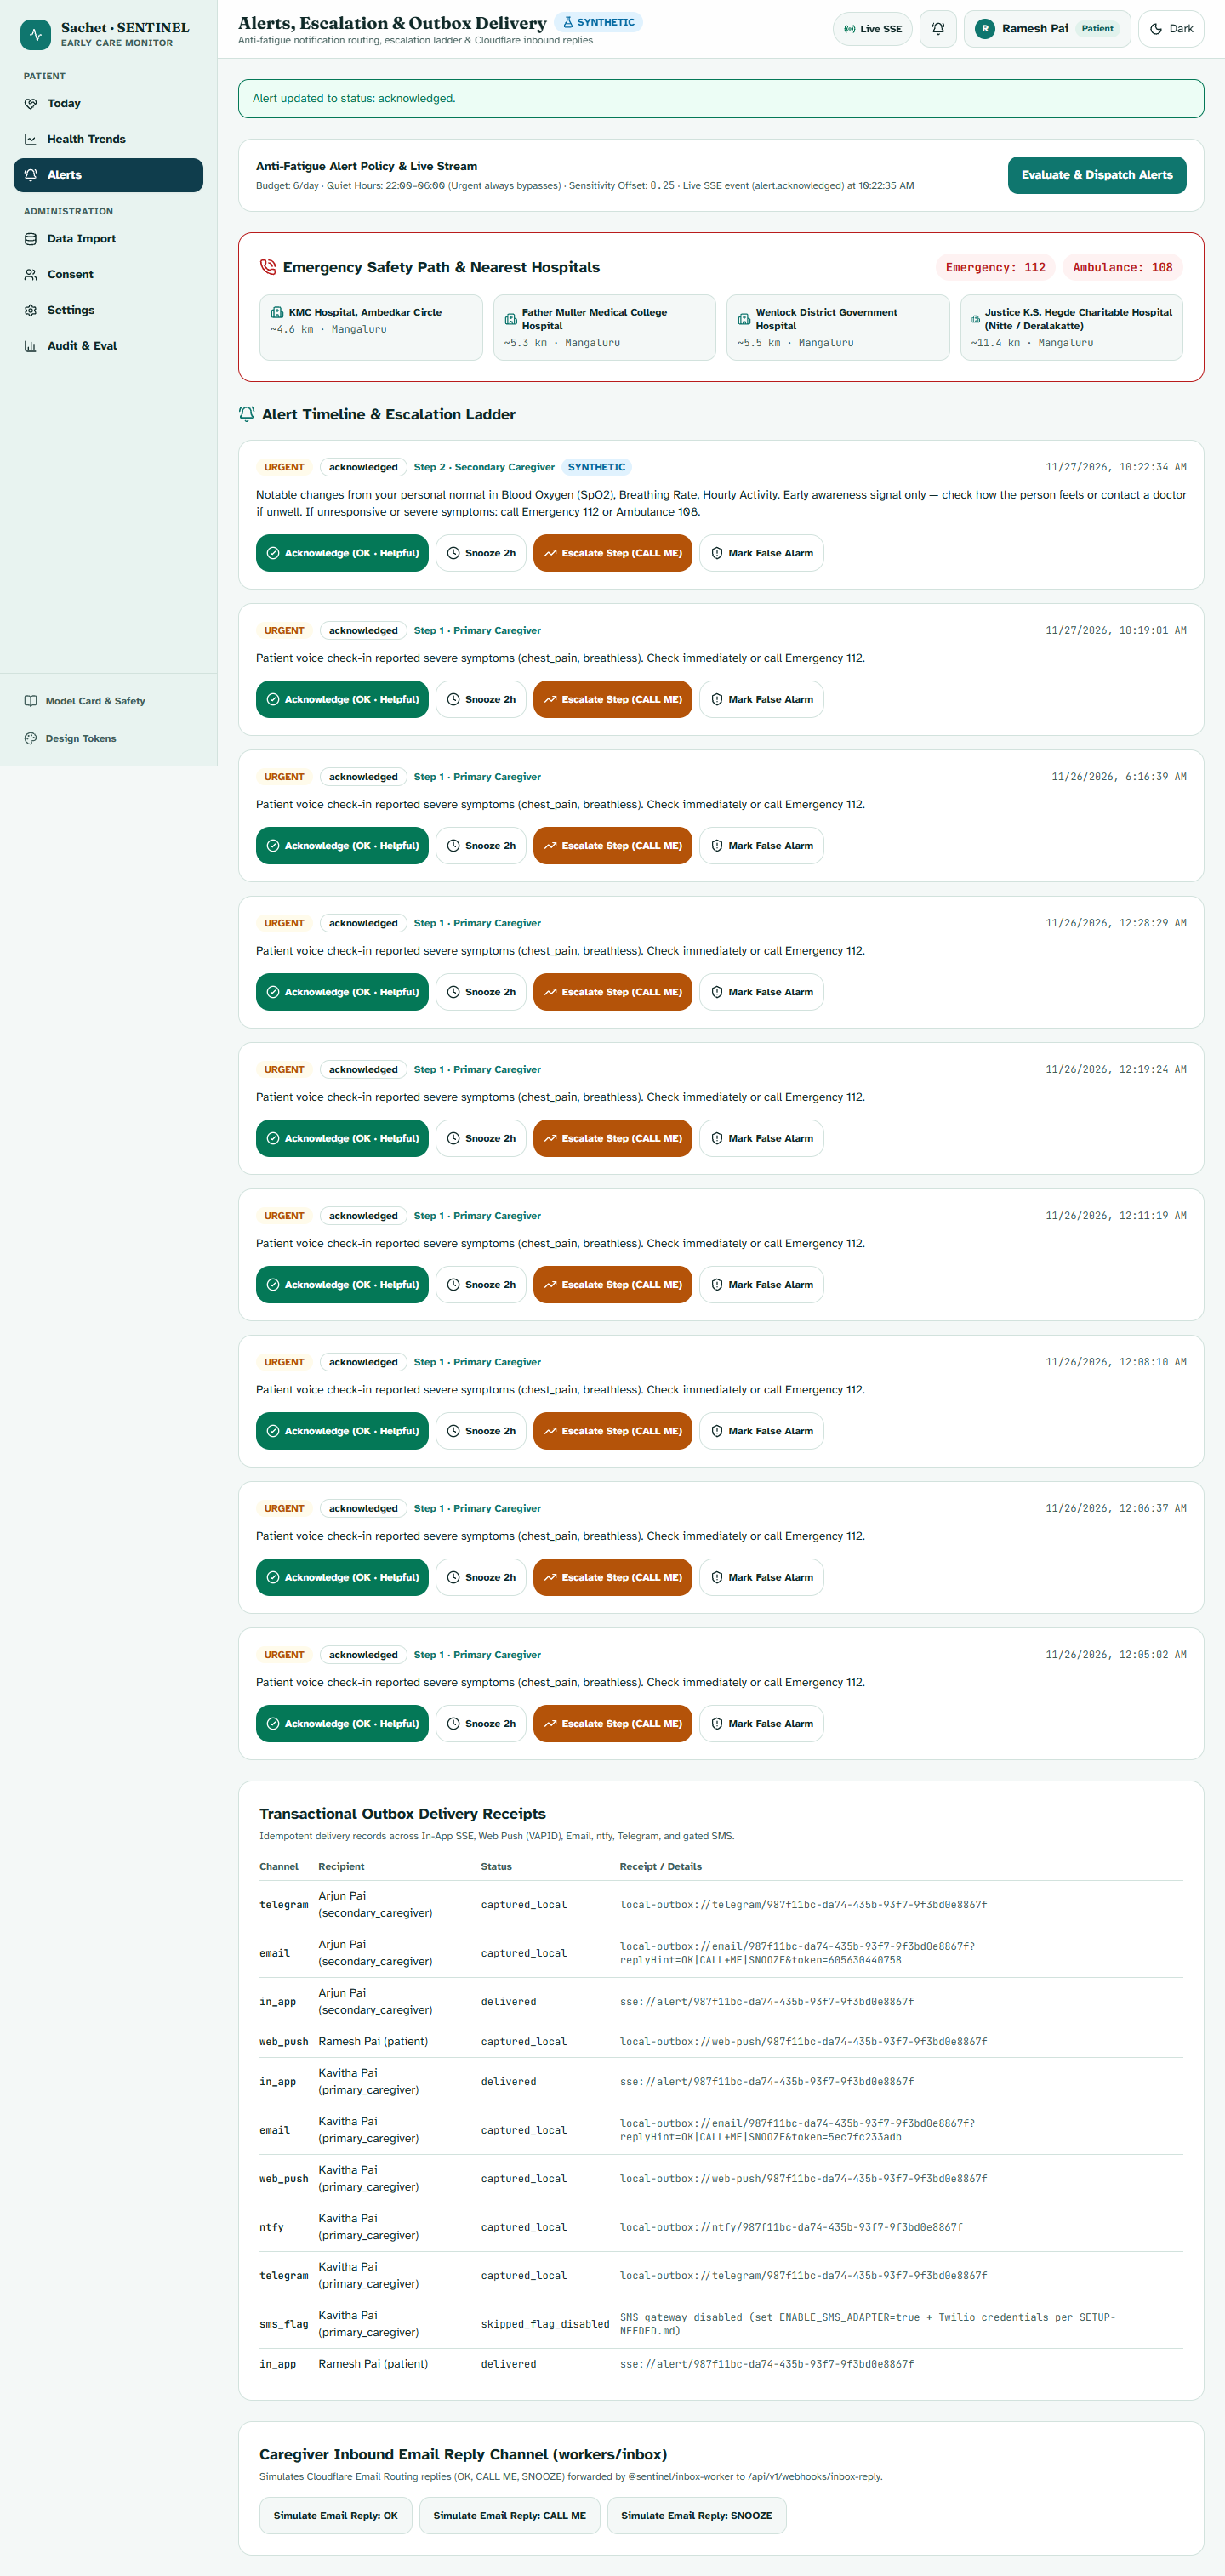 Sachet · SENTINEL
EARLY CARE MONITOR
PATIENT
Today
Health Trends
Alerts
ADMINISTRATION
Data Import
Consent
Settings
Audit & Eval
Model Card & Safety
Design Tokens
Alerts, Escalation & Outbox Delivery
SYNTHETIC
Anti-fatigue notification routing, escalation ladder & Cloudflare inbound replies
Live SSE
R Ramesh Pai Patient
Dark
Alert updated to status: acknowledged.
Anti-Fatigue Alert Policy & Live Stream
Budget: 6/day · Quiet Hours: 22:00–06:00 (Urgent always bypasses) · Sensitivity Offset: 0.25 · Live SSE event (alert.acknowledged) at 10:22:35 AM
Evaluate & Dispatch Alerts
Emergency Safety Path & Nearest Hospitals
Emergency: 112
Ambulance: 108
KMC Hospital, Ambedkar Circle
~4.6 km · Mangaluru
Father Muller Medical College
Hospital
~5.3 km · Mangaluru
Wenlock District Government
Hospital
~5.5 km · Mangaluru
Justice K.S. Hegde Charitable Hospital
(Nitte / Deralakatte)
~11.4 km · Mangaluru
Alert Timeline & Escalation Ladder
URGENT acknowledged Step 2 · Secondary Caregiver SYNTHETIC 11/27/2026, 10:22:34 AM
Notable changes from your personal normal in Blood Oxygen (SpO2), Breathing Rate, Hourly Activity. Early awareness signal only — check how the person feels or contact a doctor
if unwell. If unresponsive or severe symptoms: call Emergency 112 or Ambulance 108.
Acknowledge (OK · Helpful) Snooze 2h Escalate Step (CALL ME) Mark False Alarm
URGENT acknowledged Step 1 · Primary Caregiver 11/27/2026, 10:19:01 AM
Patient voice check-in reported severe symptoms (chest_pain, breathless). Check immediately or call Emergency 112.
Acknowledge (OK · Helpful) Snooze 2h Escalate Step (CALL ME) Mark False Alarm
URGENT acknowledged Step 1 · Primary Caregiver 11/26/2026, 6:16:39 AM
Patient voice check-in reported severe symptoms (chest_pain, breathless). Check immediately or call Emergency 112.
Acknowledge (OK · Helpful) Snooze 2h Escalate Step (CALL ME) Mark False Alarm
URGENT acknowledged Step 1 · Primary Caregiver 11/26/2026, 12:28:29 AM
Patient voice check-in reported severe symptoms (chest_pain, breathless). Check immediately or call Emergency 112.
Acknowledge (OK · Helpful) Snooze 2h Escalate Step (CALL ME) Mark False Alarm
URGENT acknowledged Step 1 · Primary Caregiver 11/26/2026, 12:19:24 AM
Patient voice check-in reported severe symptoms (chest_pain, breathless). Check immediately or call Emergency 112.
Acknowledge (OK · Helpful) Snooze 2h Escalate Step (CALL ME) Mark False Alarm
URGENT acknowledged Step 1 · Primary Caregiver 11/26/2026, 12:11:19 AM
Patient voice check-in reported severe symptoms (chest_pain, breathless). Check immediately or call Emergency 112.
Acknowledge (OK · Helpful) Snooze 2h Escalate Step (CALL ME) Mark False Alarm
URGENT acknowledged Step 1 · Primary Caregiver 11/26/2026, 12:08:10 AM
Patient voice check-in reported severe symptoms (chest_pain, breathless). Check immediately or call Emergency 112.
Acknowledge (OK · Helpful) Snooze 2h Escalate Step (CALL ME) Mark False Alarm
URGENT acknowledged Step 1 · Primary Caregiver 11/26/2026, 12:06:37 AM
Patient voice check-in reported severe symptoms (chest_pain, breathless). Check immediately or call Emergency 112.
Acknowledge (OK · Helpful) Snooze 2h Escalate Step (CALL ME) Mark False Alarm
URGENT acknowledged Step 1 · Primary Caregiver 11/26/2026, 12:05:02 AM
Patient voice check-in reported severe symptoms (chest_pain, breathless). Check immediately or call Emergency 112.
Acknowledge (OK · Helpful) Snooze 2h Escalate Step (CALL ME) Mark False Alarm
Transactional Outbox Delivery Receipts
Idempotent delivery records across In-App SSE, Web Push (VAPID), Email, ntfy, Telegram, and gated SMS.
Channel Recipient Status Receipt / Details
telegram Arjun Pai
(secondary_caregiver) captured_local local-outbox://telegram/987f11bc-da74-435b-93f7-9f3bd0e8867f
email Arjun Pai
(secondary_caregiver) captured_local local-outbox://email/987f11bc-da74-435b-93f7-9f3bd0e8867f?
replyHint=OK|CALL+ME|SNOOZE&token=605630440758
in_app Arjun Pai
(secondary_caregiver) delivered sse://alert/987f11bc-da74-435b-93f7-9f3bd0e8867f
web_push Ramesh Pai (patient) captured_local local-outbox://web-push/987f11bc-da74-435b-93f7-9f3bd0e8867f
in_app Kavitha Pai
(primary_caregiver) delivered sse://alert/987f11bc-da74-435b-93f7-9f3bd0e8867f
email Kavitha Pai
(primary_caregiver) captured_local local-outbox://email/987f11bc-da74-435b-93f7-9f3bd0e8867f?
replyHint=OK|CALL+ME|SNOOZE&token=5ec7fc233adb
web_push Kavitha Pai
(primary_caregiver) captured_local local-outbox://web-push/987f11bc-da74-435b-93f7-9f3bd0e8867f
ntfy Kavitha Pai
(primary_caregiver) captured_local local-outbox://ntfy/987f11bc-da74-435b-93f7-9f3bd0e8867f
telegram Kavitha Pai
(primary_caregiver) captured_local local-outbox://telegram/987f11bc-da74-435b-93f7-9f3bd0e8867f
sms_flag Kavitha Pai
(primary_caregiver) skipped_flag_disabled SMS gateway disabled (set ENABLE_SMS_ADAPTER=true + Twilio credentials per SETUP-
NEEDED.md)
in_app Ramesh Pai (patient) delivered sse://alert/987f11bc-da74-435b-93f7-9f3bd0e8867f
Caregiver Inbound Email Reply Channel (workers/inbox)
Simulates Cloudflare Email Routing replies (OK, CALL ME, SNOOZE) forwarded by @sentinel/inbox-worker to /api/v1/webhooks/inbox-reply.
Simulate Email Reply: OK
Simulate Email Reply: CALL ME
Simulate Email Reply: SNOOZE